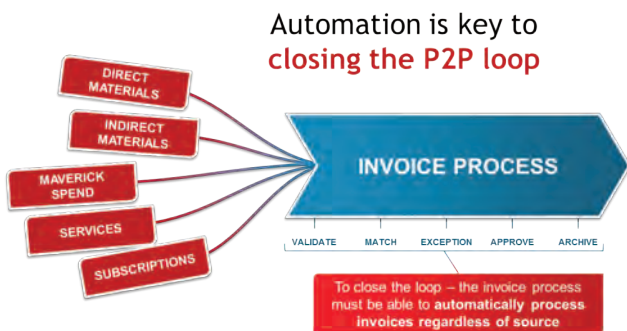 Automation is key to
closing the P2P loop
DIRECT
MATERIALS
INDIRECT
MATERIALS
MAVERICK
SPEND
SERVICES
SUBSCRIPTIONS
INVOICE PROCESS
VALIDATE MATCH EXCEPTION APPROVE ARCHIVE
To close the loop – the invoice process
must be able to automatically process
invoices regardless of source